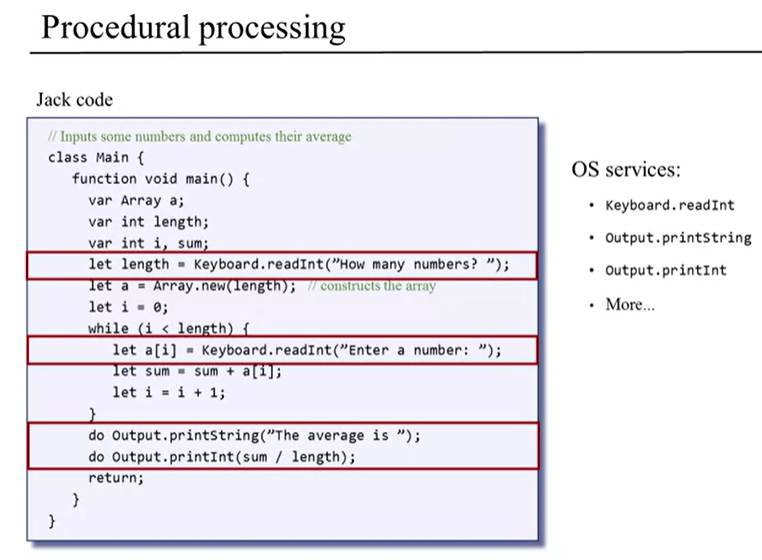 Procedural processing
Jack code
// Inputs some numbers and computes their average
class Main {
function void main() {
var Array a;
var int length;
var int i, sum;
let length = Keyboard.readInt(”How many numbers? ”);
let a = Array.new(length); // constructs the array
let i = 0;
while (i < length) {
let a[i] = Keyboard.readInt(”Enter a number: ”);
let sum = sum + a[i];
let i = i + 1;
}
do Output.printString(”The average is ”);
do Output.printInt(sum / length);
return;
}
}
OS services:
• Keyboard.readInt
• Output.printString
• Output.printInt
• More...